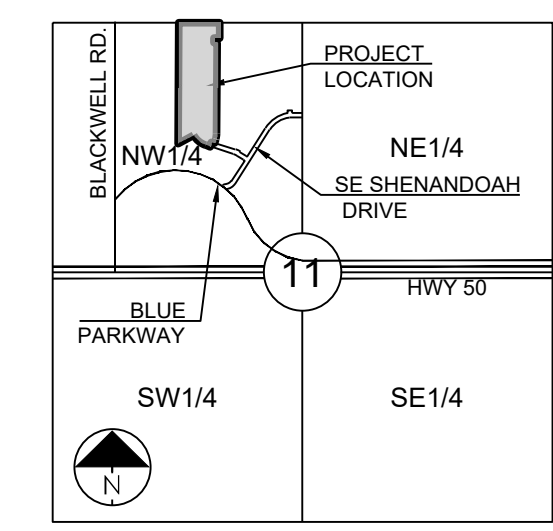 BLACKWELL RD.
PROJECT
LOCATION
NW1/4
NE1/4
SE SHENANDOAH
DRIVE
11
HWY 50
BLUE
PARKWAY
SW1/4
SE1/4
N